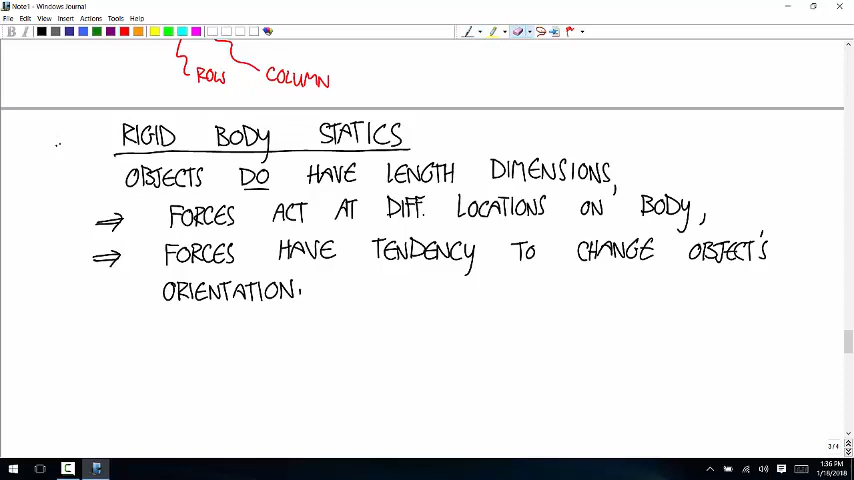 Note1 - Windows Journal
File Edit View Insert Actions Tools Help
B I
ROW COLUMN
RIGID BODY STATICS
OBJECTS DO HAVE LENGTH DIMENSIONS,
⇒ FORCES ACT AT DIFF. LOCATIONS ON BODY,
⇒ FORCES HAVE TENDENCY TO CHANGE OBJECT'S
ORIENTATION.
3/4
1:36 PM
1/18/2018